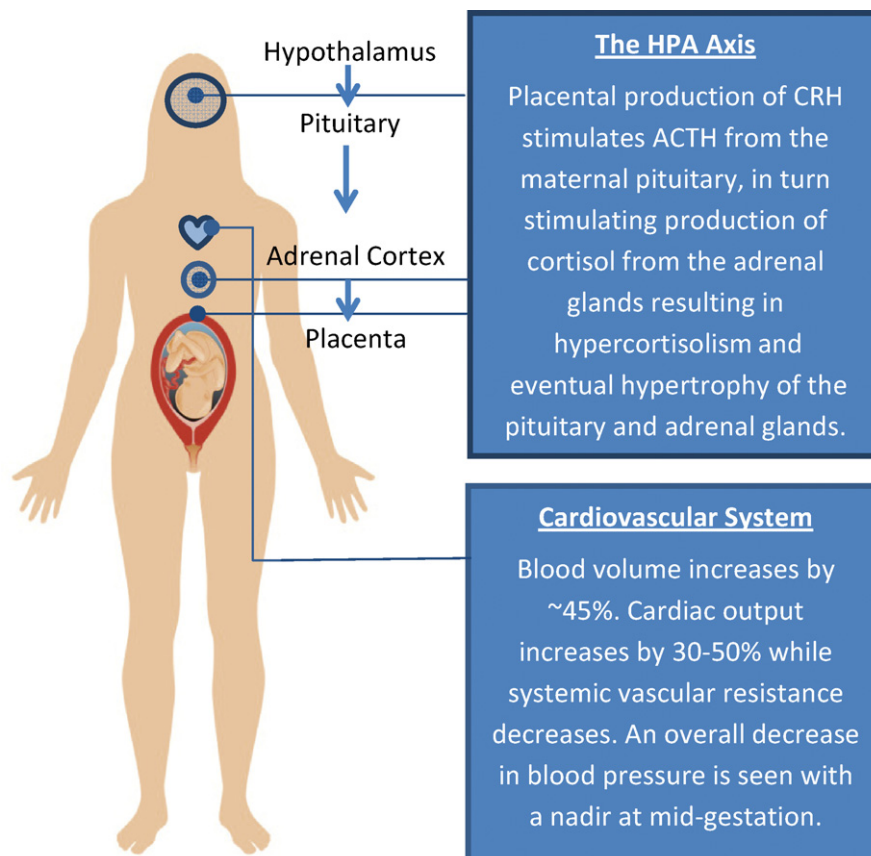 Hypothalamus
Pituitary
Adrenal Cortex
Placenta
The HPA Axis
Placental production of CRH
stimulates ACTH from the
maternal pituitary, in turn
stimulating production of
cortisol from the adrenal
glands resulting in
hypercortisolism and
eventual hypertrophy of the
pituitary and adrenal glands.
Cardiovascular System
Blood volume increases by
~45%. Cardiac output
increases by 30-50% while
systemic vascular resistance
decreases. An overall decrease
in blood pressure is seen with
a nadir at mid-gestation.